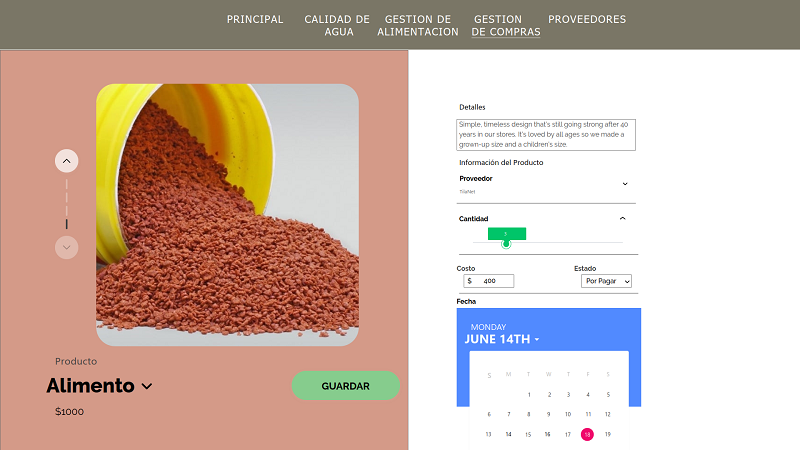 PRINCIPAL
CALIDAD DE
AGUA
GESTION DE
ALIMENTACION
GESTION
DE COMPRAS
PROVEEDORES
Producto
Alimento
$1000
GUARDAR
Detalles
Simple, timeless design that's still going strong after 40
years in our stores. It's loved by all ages so we made a
grown-up size and a children's size.
Información del Producto
Proveedor
Cantidad
Costo
$ 400
Estado
Por Pagar
Fecha
MONDAY
JUNE 14TH
S M T W T F S
1 2 3 4 5
6 7 8 9 10 11 12
13 14 15 16 17 18 19